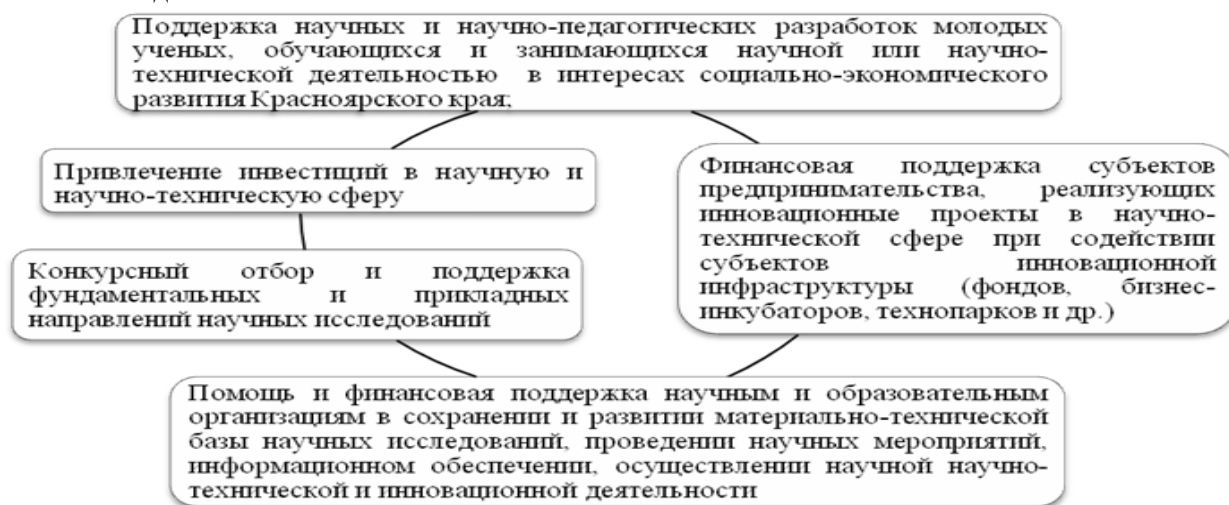 Поддержка научных и научно-педагогических разработок молодых
ученых, обучающихся и занимающихся научной или научно-
технической деятельностью в интересах социально-экономического
развития Красноярского края;
Привлечение инвестиций в научную и
научно-техническую сферу
Финансовая поддержка субъектов
предпринимательства, реализующих
инновационные проекты в научно-
технической сфере при содействии
субъектов инновационной
инфраструктуры (фондов, бизнес-
инкубаторов, технопарков и др.)
Конкурсный отбор и поддержка
фундаментальных и прикладных
направлений научных исследований
Помощь и финансовая поддержка научным и образовательным
организациям в сохранении и развитии материально-технической
базы научных исследований, проведении научных мероприятий,
информационном обеспечении, осуществлении научной научно-
технической и инновационной деятельности